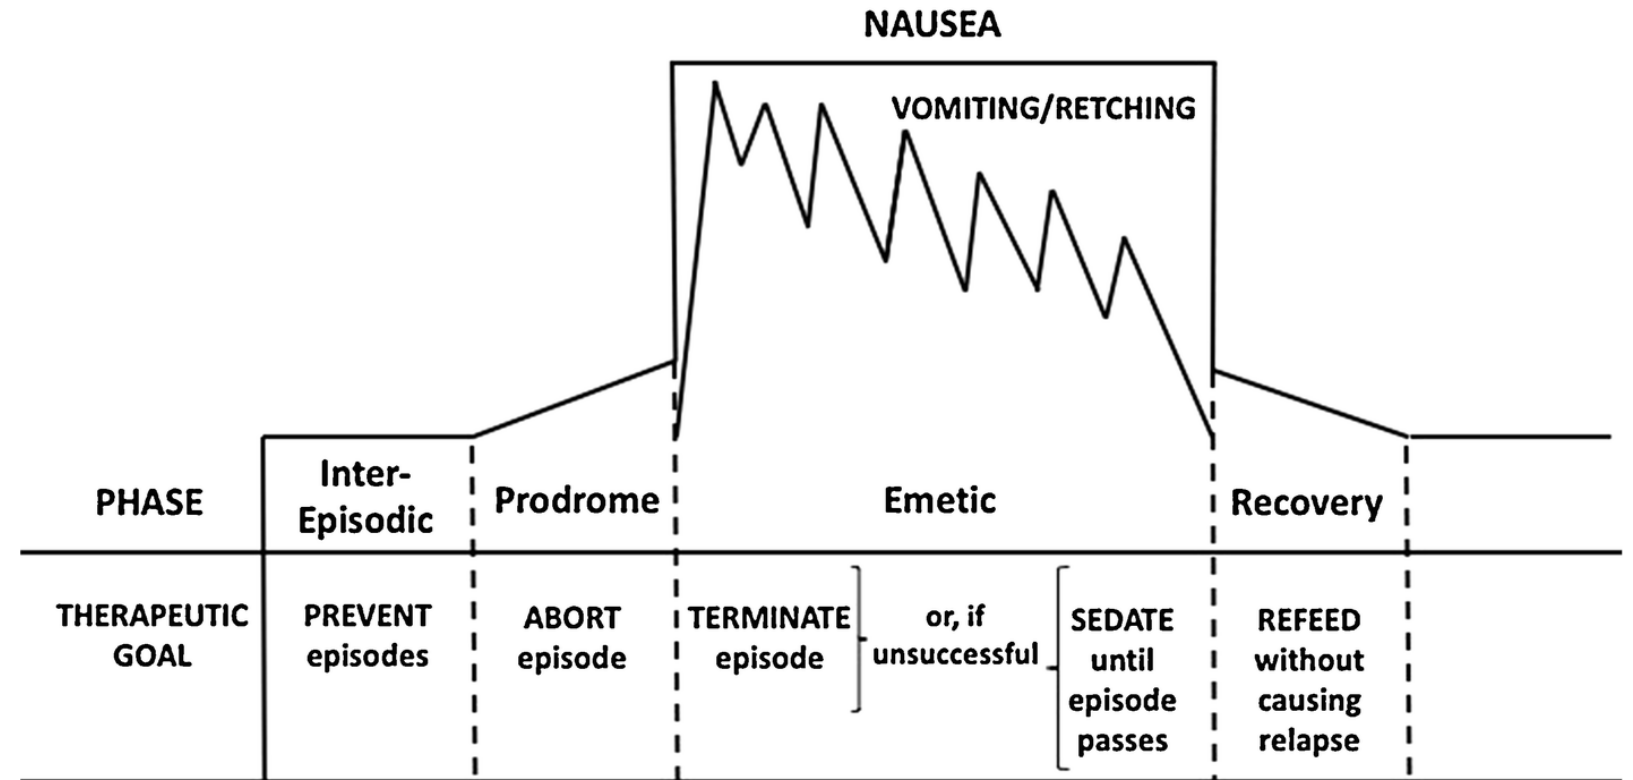 NAUSEA
VOMITING/RETCHING
PHASE
Inter-
Episodic
Prodrome
Emetic
Recovery
THERAPEUTIC
GOAL
PREVENT
episodes
ABORT
episode
TERMINATE
episode
or, if
unsuccessful
SEDATE
until
episode
passes
REFEED
without
causing
relapse